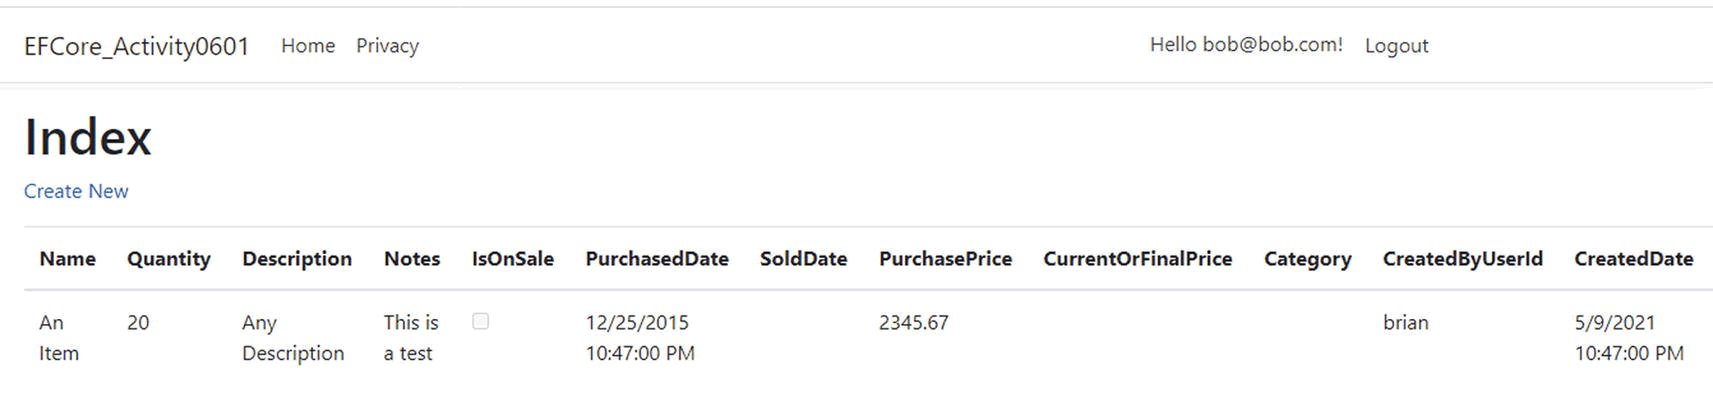 EFCore_Activity0601 Home Privacy Hello bob@bob.com! Logout
Index
Create New
Name Quantity Description Notes IsOnSale PurchasedDate SoldDate PurchasePrice CurrentOrFinalPrice Category CreatedByUserId CreatedDate
An 20 Any This is 12/25/2015 2345.67 brian 5/9/2021
Item Description a test 10:47:00 PM 10:47:00 PM